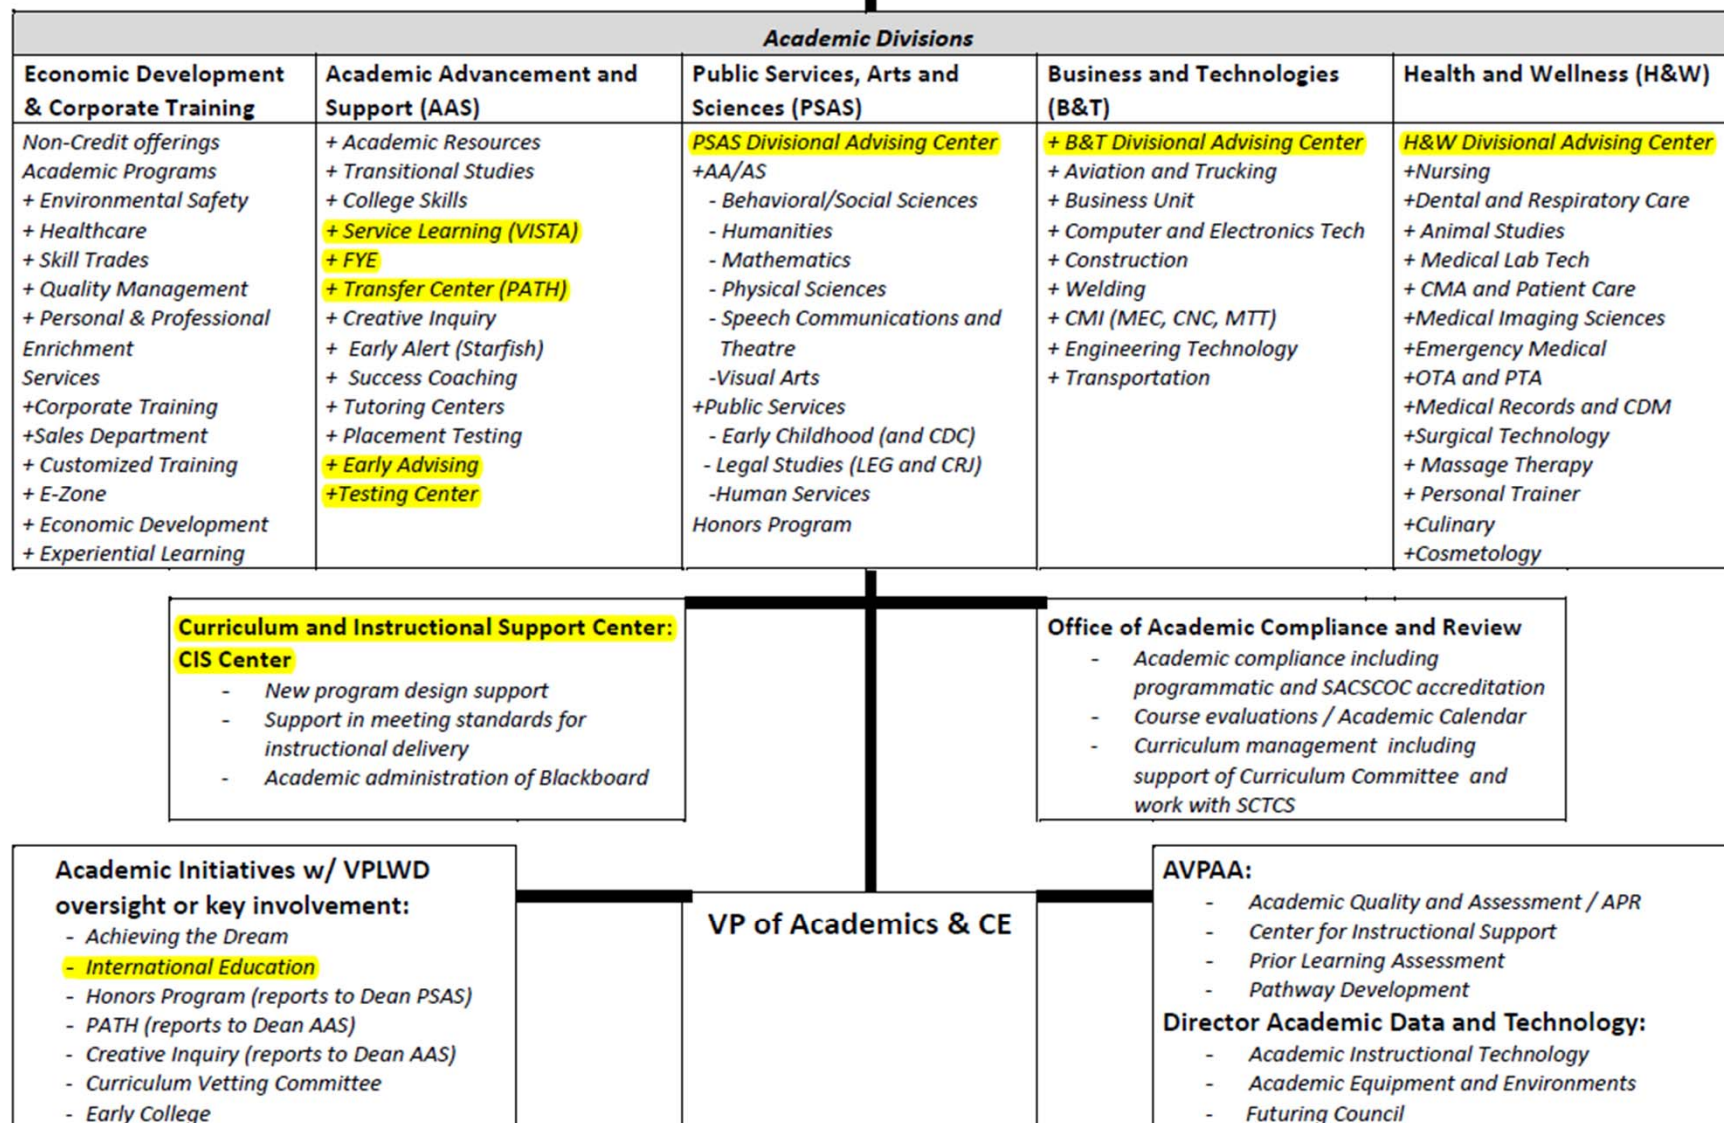 Academic Divisions
Economic Development
& Corporate Training
Non-Credit offerings
Academic Programs
+ Environmental Safety
+ Healthcare
+ Skill Trades
+ Quality Management
+ Personal & Professional
Enrichment
Services
+Corporate Training
+Sales Department
+ Customized Training
+ E-Zone
+ Economic Development
+ Experiential Learning
Academic Advancement and
Support (AAS)
+ Academic Resources
+ Transitional Studies
+ College Skills
+ Service Learning (VISTA)
+ FYE
+ Transfer Center (PATH)
+ Creative Inquiry
+ Early Alert (Starfish)
+ Success Coaching
+ Tutoring Centers
+ Placement Testing
+ Early Advising
+Testing Center
Public Services, Arts and
Sciences (PSAS)
PSAS Divisional Advising Center
+AA/AS
- Behavioral/Social Sciences
- Humanities
- Mathematics
- Physical Sciences
- Speech Communications and
Theatre
-Visual Arts
+Public Services
- Early Childhood (and CDC)
- Legal Studies (LEG and CRJ)
-Human Services
Honors Program
Business and Technologies
(B&T)
+ B&T Divisional Advising Center
+ Aviation and Trucking
+ Business Unit
+ Computer and Electronics Tech
+ Construction
+ Welding
+ CMI (MEC, CNC, MTT)
+ Engineering Technology
+ Transportation
Health and Wellness (H&W)
H&W Divisional Advising Center
+Nursing
+Dental and Respiratory Care
+ Animal Studies
+ Medical Lab Tech
+ CMA and Patient Care
+Medical Imaging Sciences
+Emergency Medical
+OTA and PTA
+Medical Records and CDM
+Surgical Technology
+ Massage Therapy
+ Personal Trainer
+Culinary
+Cosmetology
Curriculum and Instructional Support Center:
CIS Center
- New program design support
- Support in meeting standards for
instructional delivery
- Academic administration of Blackboard
Office of Academic Compliance and Review
- Academic compliance including
programmatic and SACSCOC accreditation
- Course evaluations / Academic Calendar
- Curriculum management including
support of Curriculum Committee and
work with SCTCS
Academic Initiatives w/ VPLWD
oversight or key involvement:
- Achieving the Dream
- International Education
- Honors Program (reports to Dean PSAS)
- PATH (reports to Dean AAS)
- Creative Inquiry (reports to Dean AAS)
- Curriculum Vetting Committee
- Early College
VP of Academics & CE
AVPAA:
- Academic Quality and Assessment / APR
- Center for Instructional Support
- Prior Learning Assessment
- Pathway Development
Director Academic Data and Technology:
- Academic Instructional Technology
- Academic Equipment and Environments
- Futuring Council